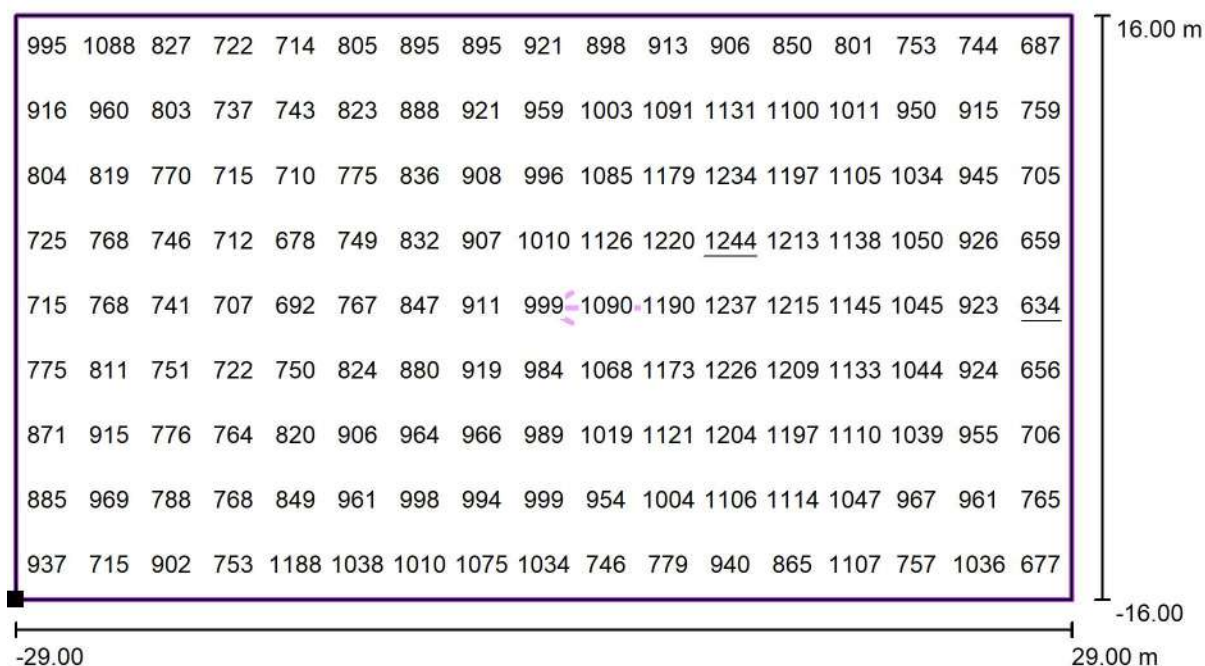 995 1088 827 722 714 805 895 895 921 898 913 906 850 801 753 744 687
16.00 m
916 960 803 737 743 823 888 921 959 1003 1091 1131 1100 1011 950 915 759
804 819 770 715 710 775 836 908 996 1085 1179 1234 1197 1105 1034 945 705
725 768 746 712 678 749 832 907 1010 1126 1220 1244 1213 1138 1050 926 659
715 768 741 707 692 767 847 911 999 1090 1190 1237 1215 1145 1045 923 634
775 811 751 722 750 824 880 919 984 1068 1173 1226 1209 1133 1044 924 656
871 915 776 764 820 906 964 966 989 1019 1121 1204 1197 1110 1039 955 706
885 969 788 768 849 961 998 994 999 954 1004 1106 1114 1047 967 961 765
937 715 902 753 1188 1038 1010 1075 1034 746 779 940 865 1107 757 1036 677
-16.00
-29.00 29.00 m